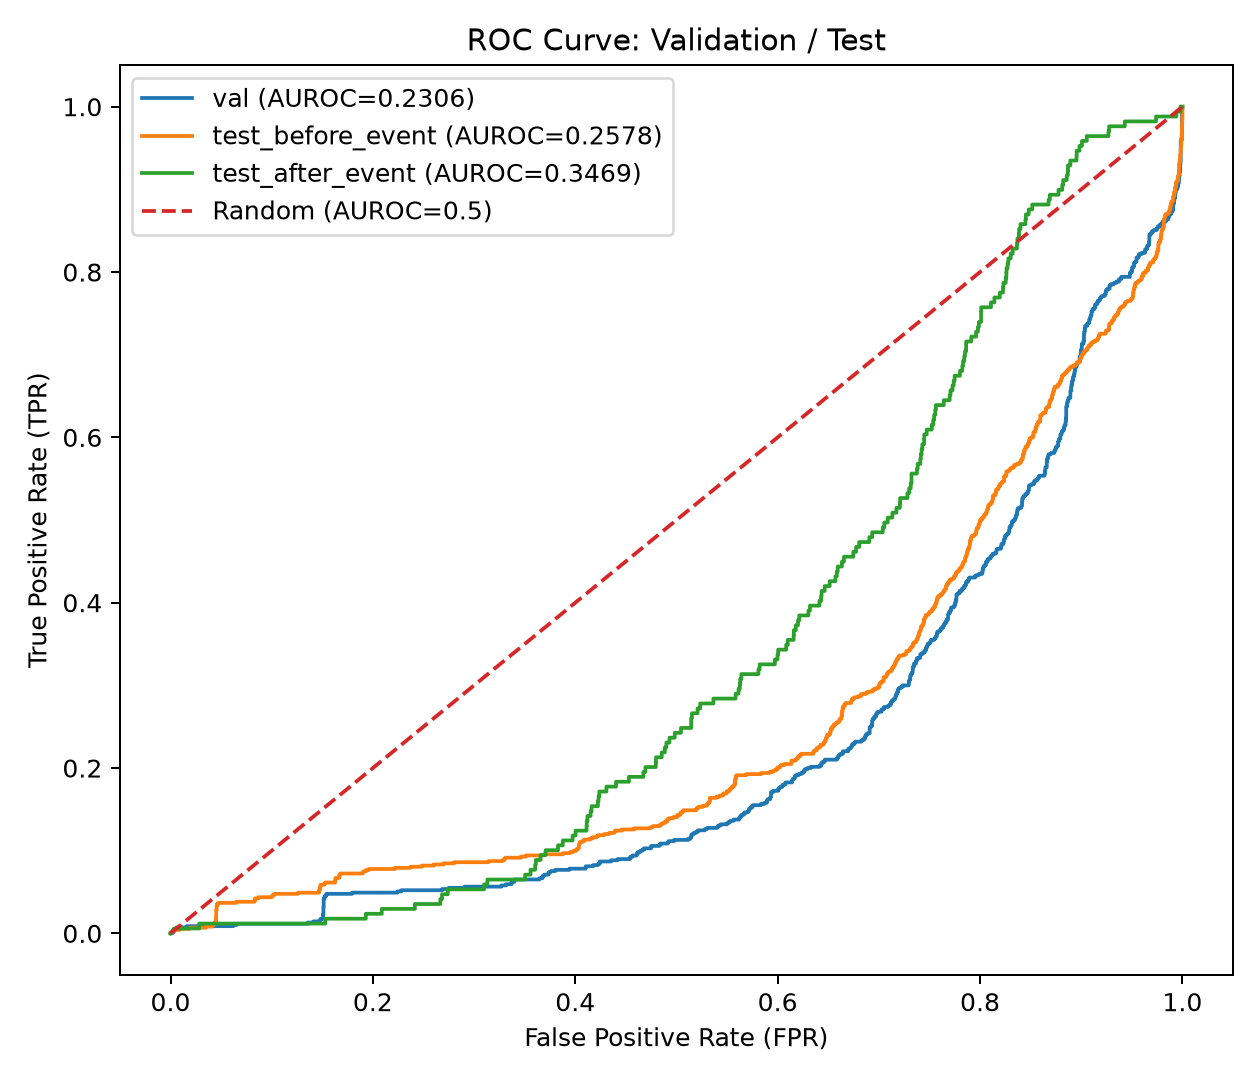 ROC Curve: Validation / Test
val (AUROC=0.2306)
test_before_event (AUROC=0.2578)
test_after_event (AUROC=0.3469)
Random (AUROC=0.5)
True Positive Rate (TPR)
1.0
0.8
0.6
0.4
0.2
0.0
0.0 0.2 0.4 0.6 0.8 1.0
False Positive Rate (FPR)